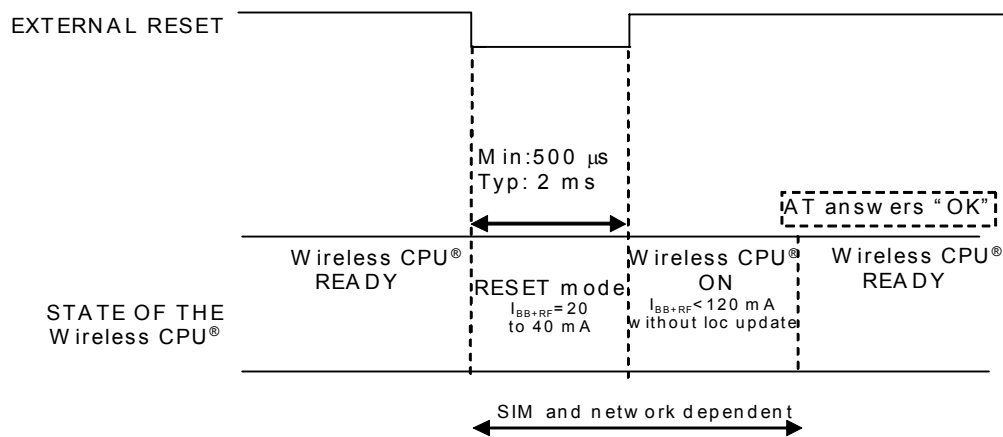 EXTERNAL RESET
Min:500 µs
Typ: 2 ms
AT answers “OK”
STATE OF THE
Wireless CPU®
Wireless CPU®
READY
RESET mode
IBB+RF=20
to 40 mA
Wireless CPU®
ON
IBB+RF<120 mA
without loc update
Wireless CPU®
READY
SIM and network dependent